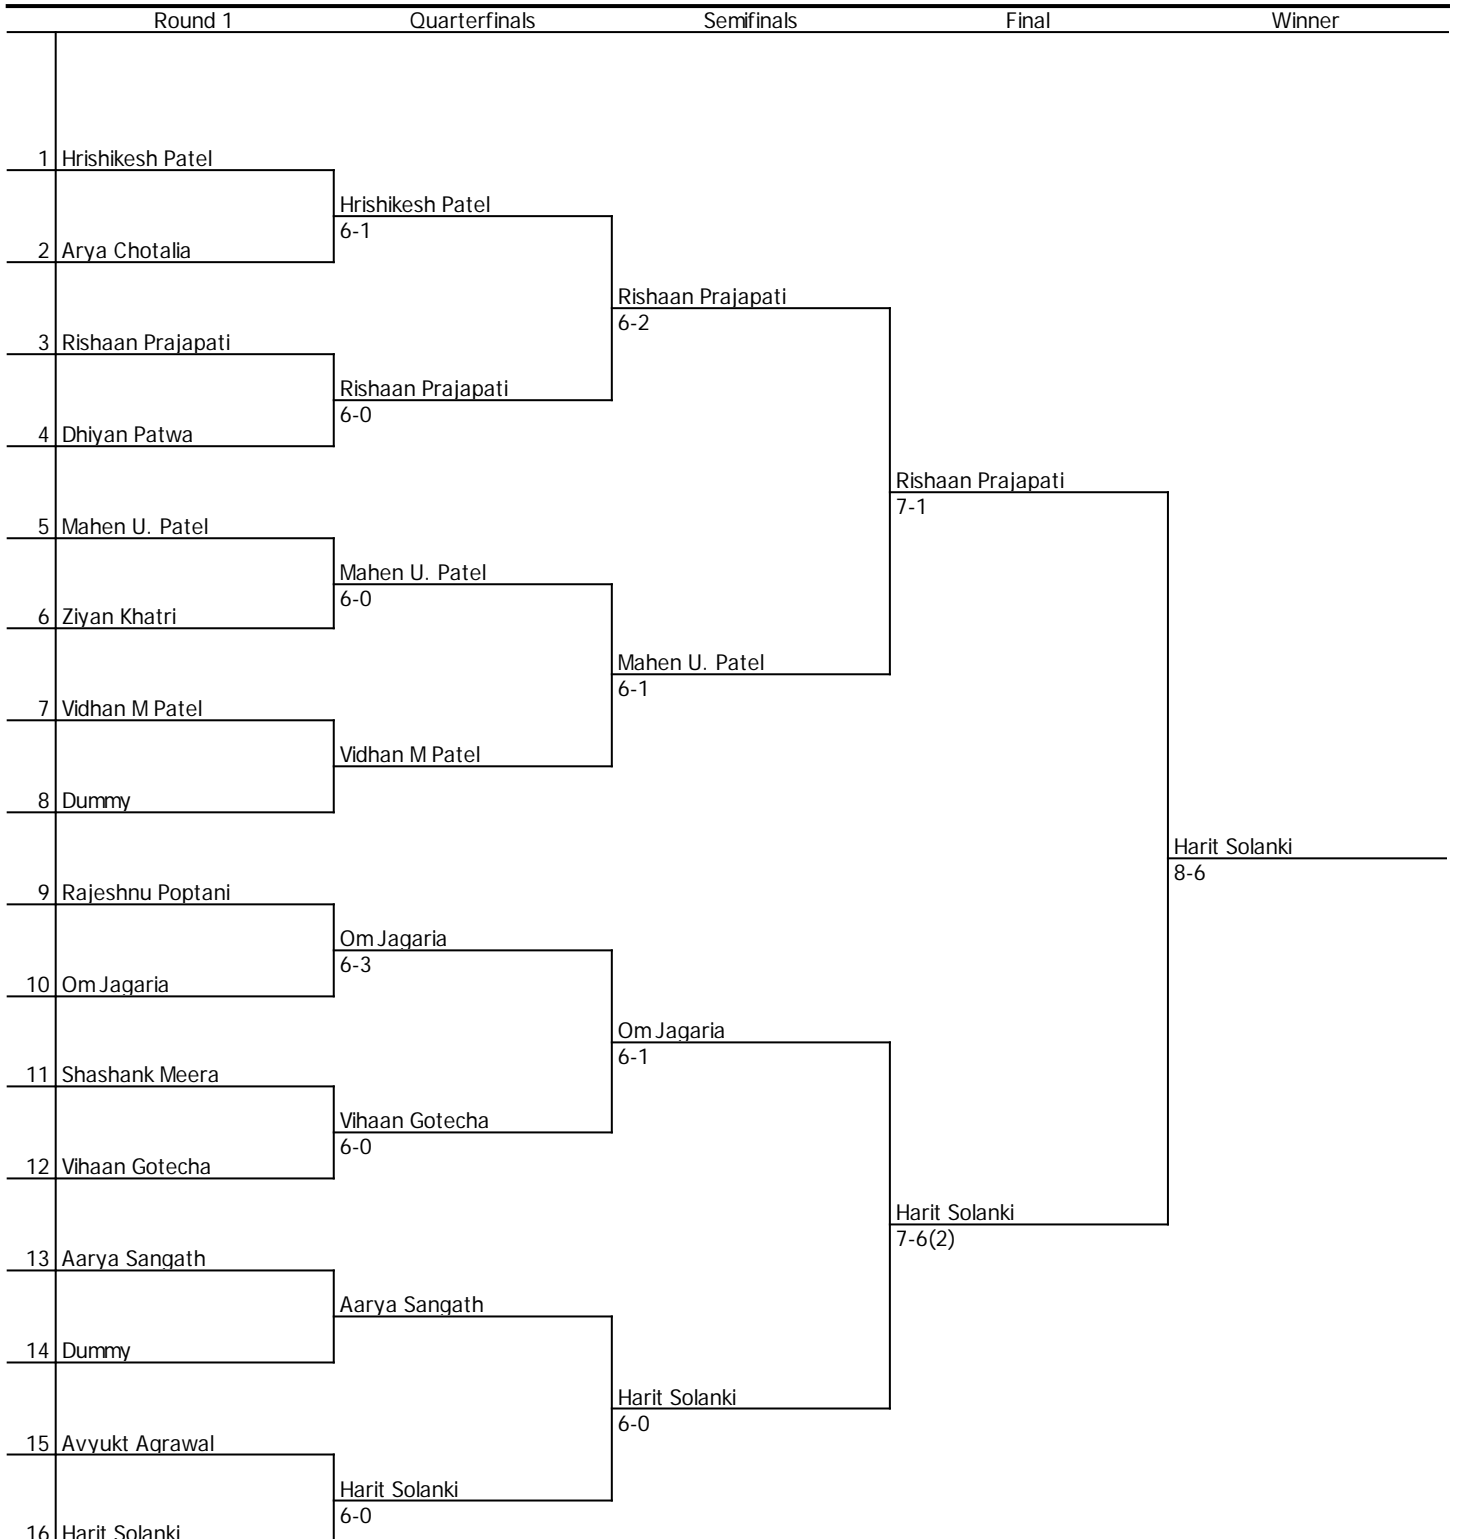 Round 1 Quarterfinals Semifinals Final Winner
1 Hrishikesh Patel
Hrishikesh Patel
6-1
2 Arya Chotalia
Rishaan Prajapati
6-2
3 Rishaan Prajapati
Rishaan Prajapati
6-0
4 Dhiyan Patwa
Rishaan Prajapati
7-1
5 Mahen U. Patel
Mahen U. Patel
6-0
6 Ziyan Khatri
Mahen U. Patel
6-1
7 Vidhan M Patel
Vidhan M Patel
8 Dummy
Harit Solanki
8-6
9 Rajeshnu Poptani
Om Jagaria
6-3
10 Om Jagaria
Om Jagaria
6-1
11 Shashank Meera
Vihaan Gotecha
6-0
12 Vihaan Gotecha
Harit Solanki
7-6(2)
13 Aarya Sangath
Aarya Sangath
14 Dummy
Harit Solanki
6-0
15 Avyukt Agrawal
Harit Solanki
6-0
16 Harit Solanki